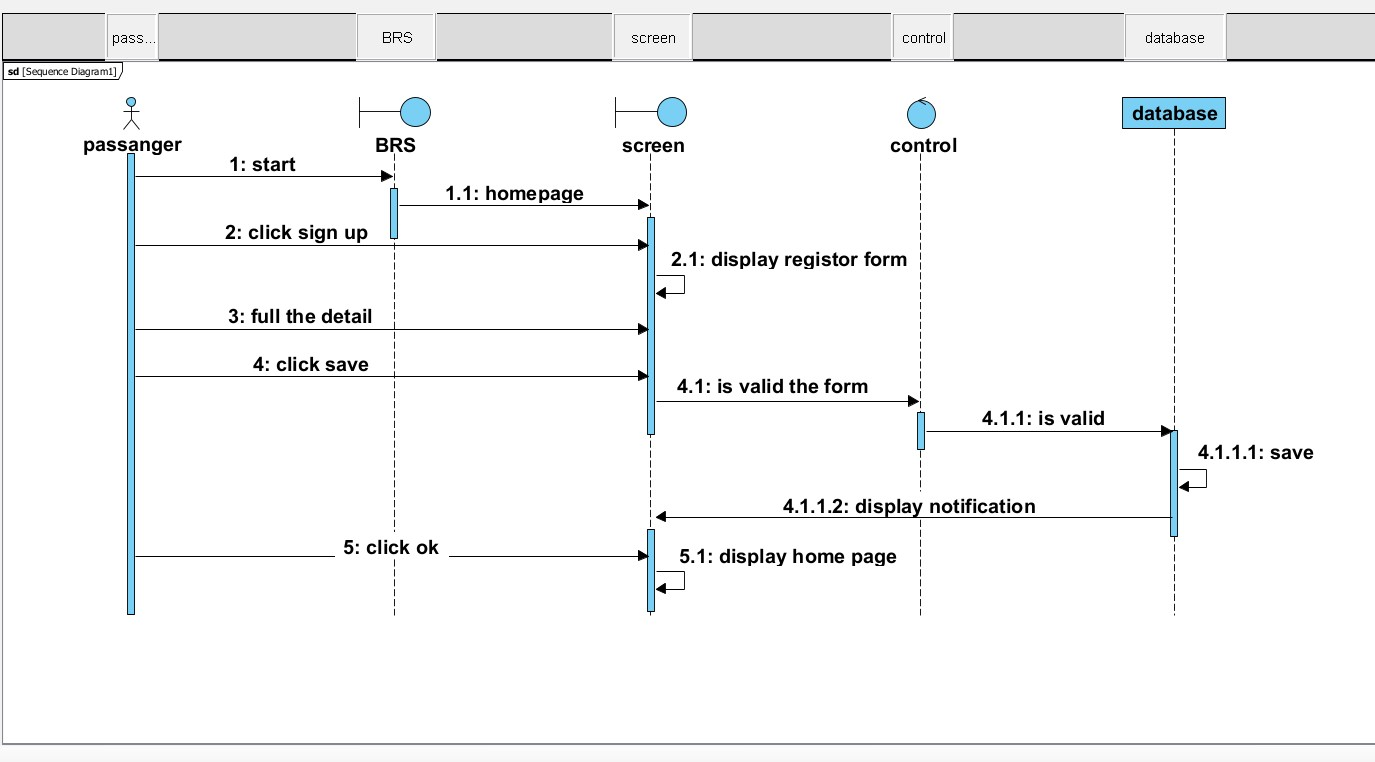 pass...
BRS
screen
control
database
sd [Sequence Diagram1]
passanger
BRS
screen
control
database
1: start
1.1: homepage
2: click sign up
2.1: display registor form
3: full the detail
4: click save
4.1: is valid the form
4.1.1: is valid
4.1.1.1: save
4.1.1.2: display notification
5: click ok
5.1: display home page